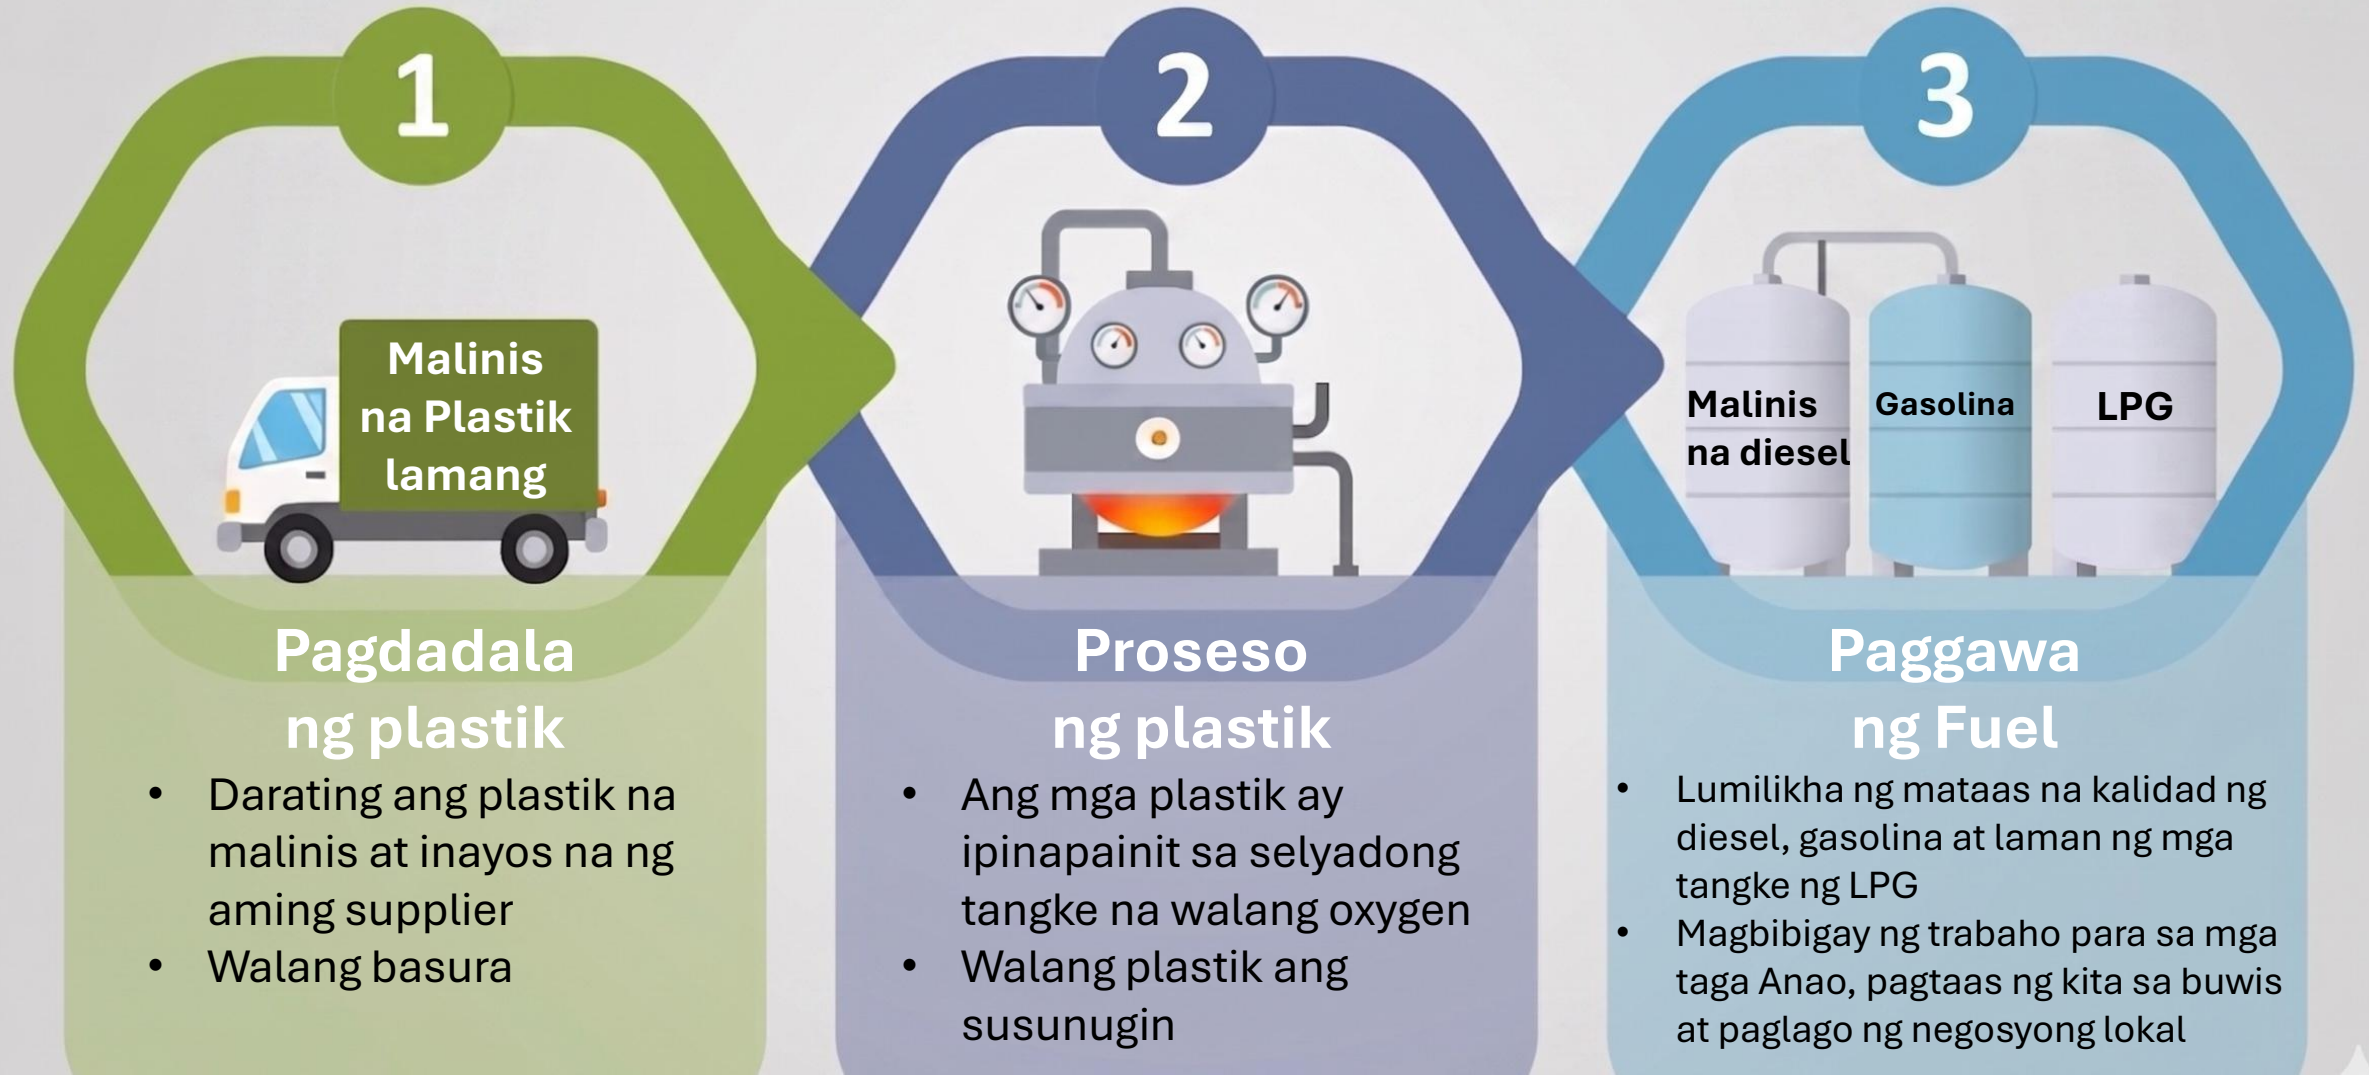 1
Malinis
na Plastik
lamang
Pagdadala
ng plastik
• Darating ang plastik na
malinis at inayos na ng
aming supplier
• Walang basura
2
Proseso
ng plastik
• Ang mga plastik ay
ipinapainit sa selyadong
tangke na walang oxygen
• Walang plastik ang
susunugin
3
Malinis
na diesel
Gasolina
LPG
Paggawa
ng Fuel
• Lumilikha ng mataas na kalidad ng
diesel, gasolina at laman ng mga
tangke ng LPG
• Magbibigay ng trabaho para sa mga
taga Anao, pagtaas ng kita sa buwis
at paglago ng negosyong lokal